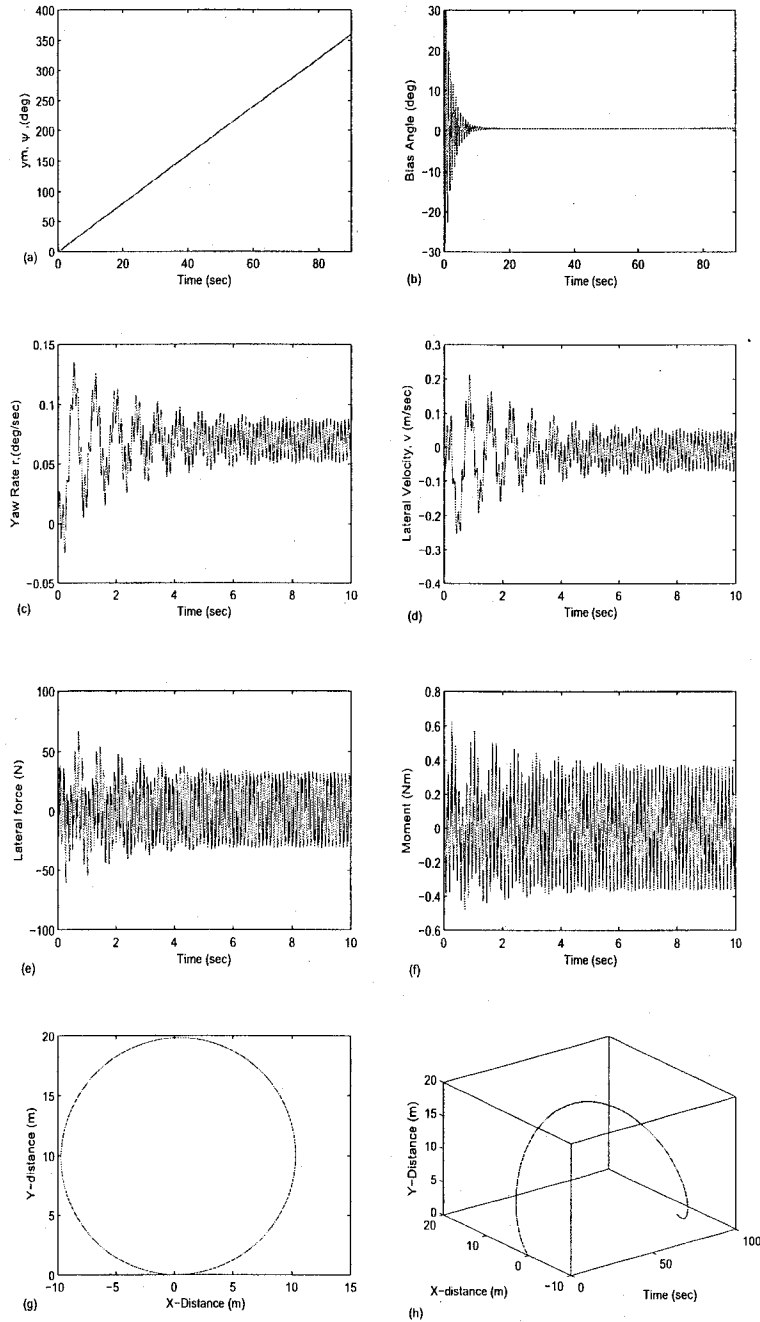 400
350
300
250
200
150
100
50
0
ym, ψ ,(deg)
0 20 40 60 80
Time (sec)
(a)
30
20
10
0
−10
−20
−30
Bias Angle (deg)
0 20 40 60 80
Time (sec)
(b)
0.15
0.1
0.05
0
−0.05
Yaw Rate r,(deg/sec)
0 2 4 6 8 10
Time (sec)
(c)
0.3
0.2
0.1
0
−0.1
−0.2
−0.3
−0.4
Lateral Velocity, v (m/sec)
0 2 4 6 8 10
Time (sec)
(d)
100
50
0
−50
−100
Lateral force (N)
0 2 4 6 8 10
Time (sec)
(e)
0.8
0.6
0.4
0.2
0
−0.2
−0.4
−0.6
Moment (Nm)
0 2 4 6 8 10
Time (sec)
(f)
20
15
10
5
0
Y−distance (m)
−10 −5 0 5 10 15
X−Distance (m)
(g)
20
15
10
5
0
Y−Distance (m)
20
10
0
−10
X−distance (m)
0
50
100
Time (sec)
(h)